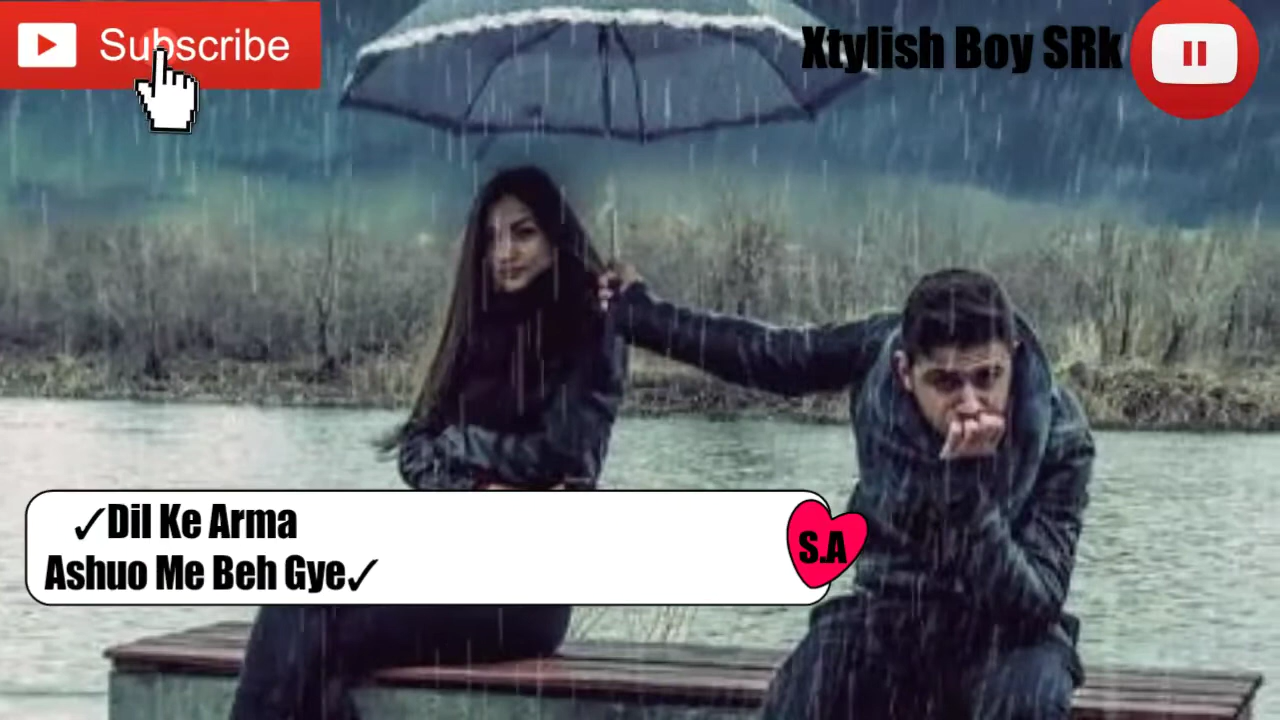 Subscribe
Xtylish Boy SRk
✓Dil Ke Arma
Ashuo Me Beh Gye✓
S.A